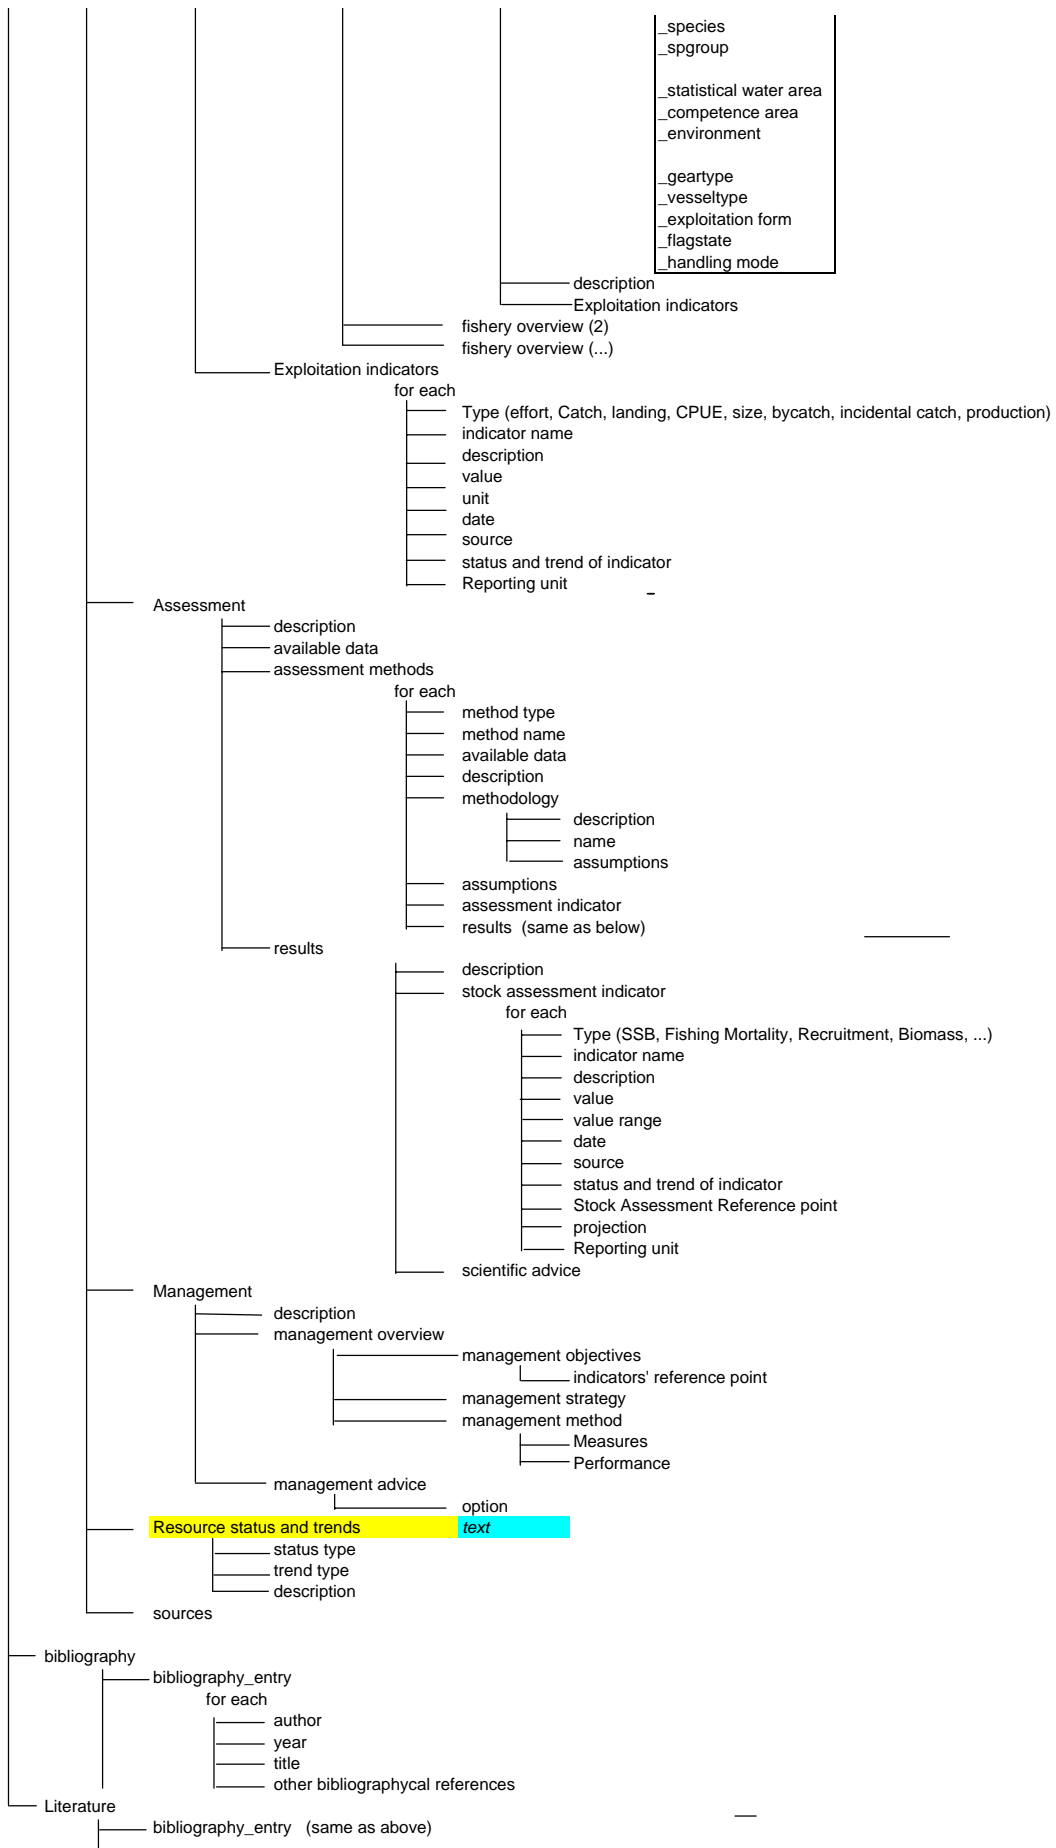 _species
_spgroup
_statistical water area
_competence area
_environment
_geartype
_vesseltype
_exploitation form
_flagstate
_handling mode
description
Exploitation indicators
fishery overview (2)
fishery overview (...)
Exploitation indicators
for each
Type (effort, Catch, landing, CPUE, size, bycatch, incidental catch, production)
indicator name
description
value
unit
date
source
status and trend of indicator
Reporting unit
Assessment
description
available data
assessment methods
for each
method type
method name
available data
description
methodology
description
name
assumptions
assumptions
assessment indicator
results (same as below)
results
description
stock assessment indicator
for each
Type (SSB, Fishing Mortality, Recruitment, Biomass, ...)
indicator name
description
value
value range
date
source
status and trend of indicator
Stock Assessment Reference point
projection
Reporting unit
scientific advice
Management
description
management overview
management objectives
indicators' reference point
management strategy
management method
Measures
Performance
management advice
option
Resource status and trends text
status type
trend type
description
sources
bibliography
bibliography_entry
for each
author
year
title
other bibliographycal references
Literature
bibliography_entry (same as above)